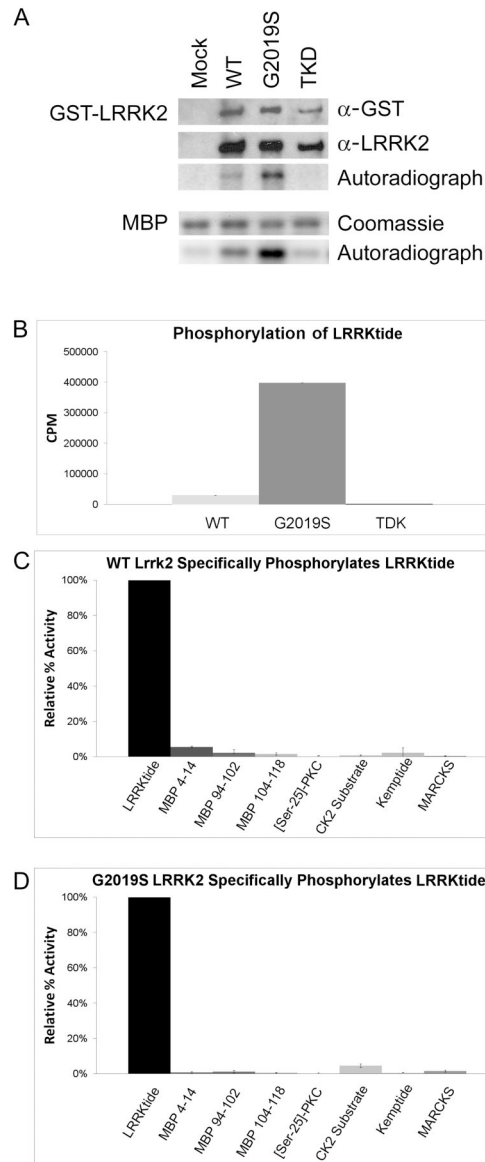 A
Mock WT G2019S TKD
GST-LRRK2 α-GST
α-LRRK2
Autoradiograph
MBP Coomassie
Autoradiograph
B
Phosphorylation of LRRKtide
500000
400000
300000
200000
100000
0
CPM
WT G2019S TDK
C
WT Lrrk2 Specifically Phosphorylates LRRKtide
100%
80%
60%
40%
20%
0%
Relative % Activity
LRRKtide
MBP 4-14
MBP 94-102
MBP 104-118
[Ser-25]-PKC
CK2 Substrate
Kemptide
MARCKS
D
G2019S LRRK2 Specifically Phosphorylates LRRKtide
100%
80%
60%
40%
20%
0%
Relative % Activity
LRRKtide
MBP 4-14
MBP 94-102
MBP 104-118
[Ser-25]-PKC
CK2 Substrate
Kemptide
MARCKS